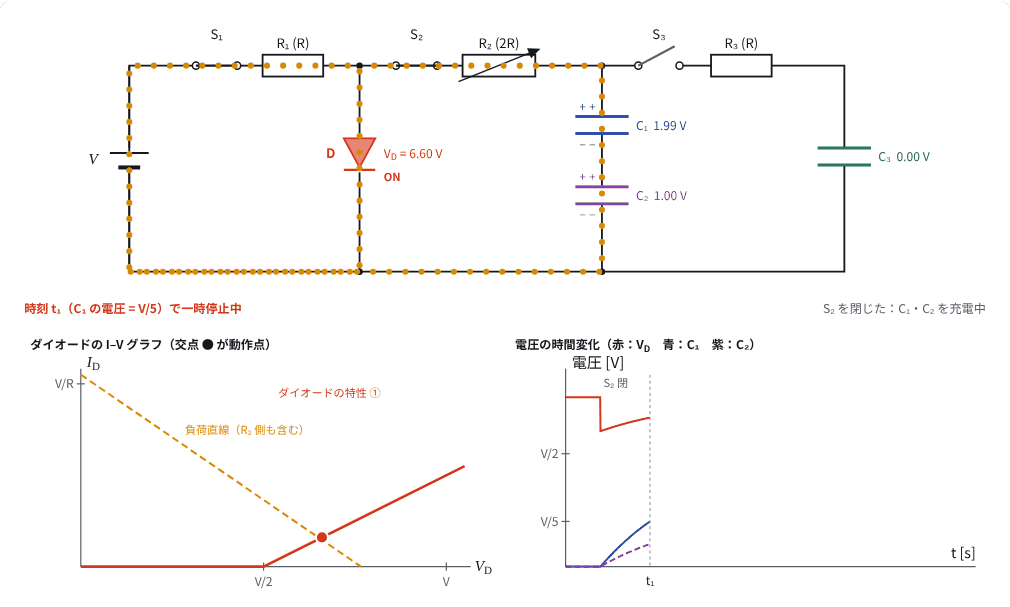 S₁
R₁ (R)
S₂
R₂ (2R)
S₃
R₃ (R)
V
D
V_D = 6.60 V
ON
+ +
C₁ 1.99 V
− −
+ +
C₂ 1.00 V
− −
C₃ 0.00 V
時刻 t₁（C₁ の電圧 = V/5）で一時停止中
S₂ を閉じた：C₁・C₂ を充電中
ダイオードの I–V グラフ（交点 ● が動作点）
I_D
V/R
ダイオードの特性 ①
負荷直線（R₂ 側も含む）
V/2
V
V_D
電圧の時間変化（赤：V_D　青：C₁　紫：C₂）
電圧 [V]
S₂ 閉
V/2
V/5
t [s]
t₁